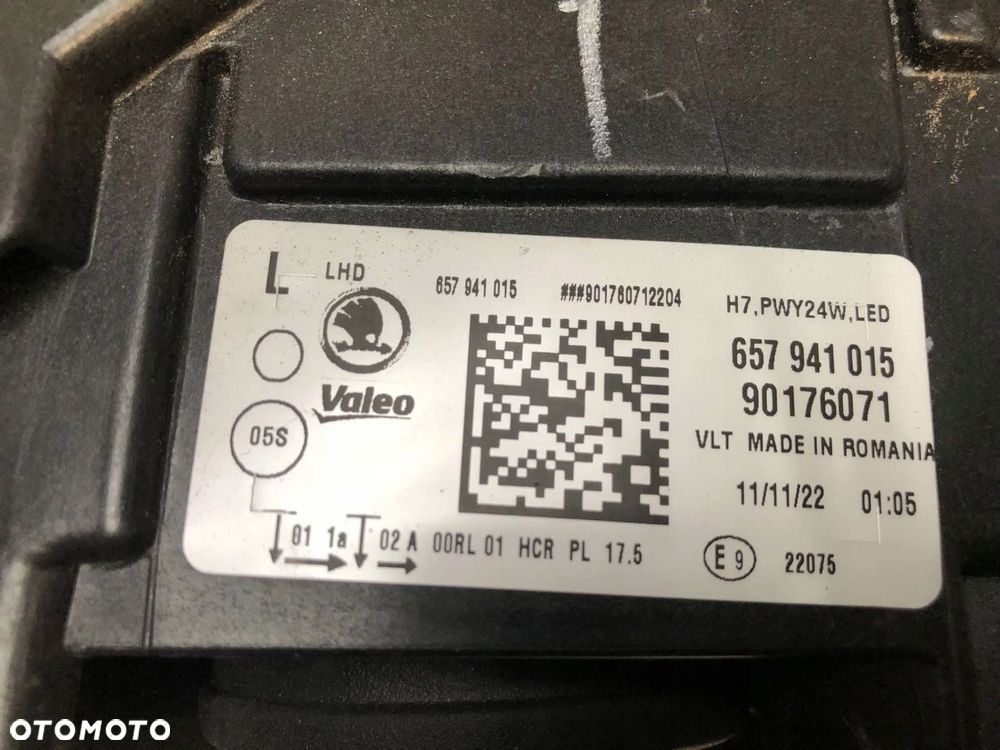 L LHD 657 941 015 ###901760712204 H7,PWY24W,LED
657 941 015
Valeo 90176071
05S VLT MADE IN ROMANIA
11/11/22 01:05
01 1a 02 A 00RL 01 HCR PL 17.5 E 9 22075
OTOMOTO